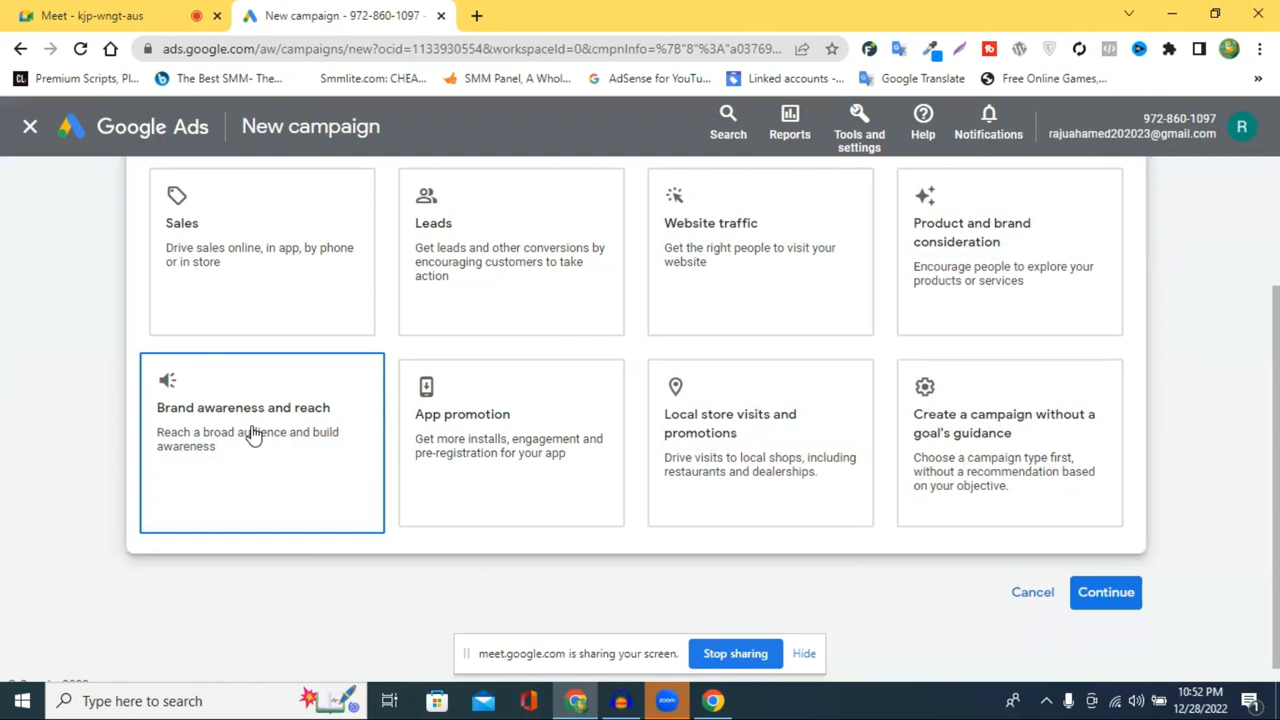 Meet - kjp-wngt-aus
New campaign - 972-860-1097 -
ads.google.com/aw/campaigns/new?ocid=11339305548&workspaceId=0&cmpnInfo=%7B"8"%3A"a03769...
Premium Scripts, Pl...
The Best SMM- The...
Smmlite.com: CHEA...
SMM Panel, A Whol...
AdSense for YouTu...
Linked accounts -...
Google Translate
Free Online Games,...
Google Ads
New campaign
Search
Reports
Tools and settings
Help
Notifications
972-860-1097
rajuahamed202023@gmail.com
R
Sales
Drive sales online, in app, by phone
or in store
Leads
Get leads and other conversions by
encouraging customers to take
action
Website traffic
Get the right people to visit your
website
Product and brand
consideration
Encourage people to explore your
products or services
Brand awareness and reach
Reach a broad audience and build
awareness
App promotion
Get more installs, engagement and
pre-registration for your app
Local store visits and
promotions
Drive visits to local shops, including
restaurants and dealerships.
Create a campaign without a
goal's guidance
Choose a campaign type first,
without a recommendation based
on your objective.
Cancel
Continue
meet.google.com is sharing your screen.
Stop sharing
Hide
Type here to search
zoom
10:52 PM
12/28/2022
1